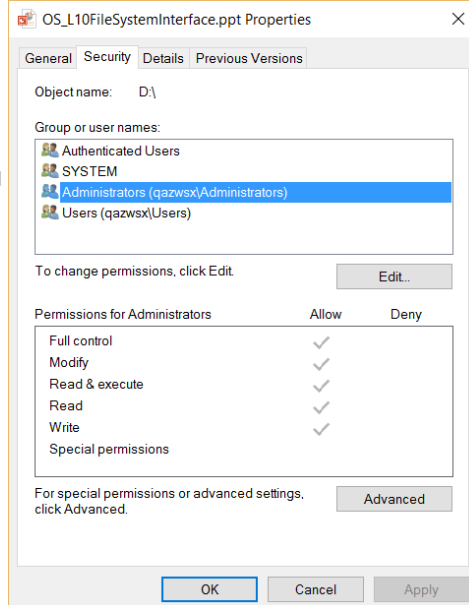 OS_L10FileSystemInterface.ppt Properties
General Security Details Previous Versions
Object name: D:\
Group or user names:
Authenticated Users
SYSTEM
Administrators (qazwsx\Administrators)
Users (qazwsx\Users)
To change permissions, click Edit.
Edit...
Permissions for Administrators Allow Deny
Full control
Modify
Read & execute
Read
Write
Special permissions
For special permissions or advanced settings,
click Advanced.
Advanced
OK Cancel Apply